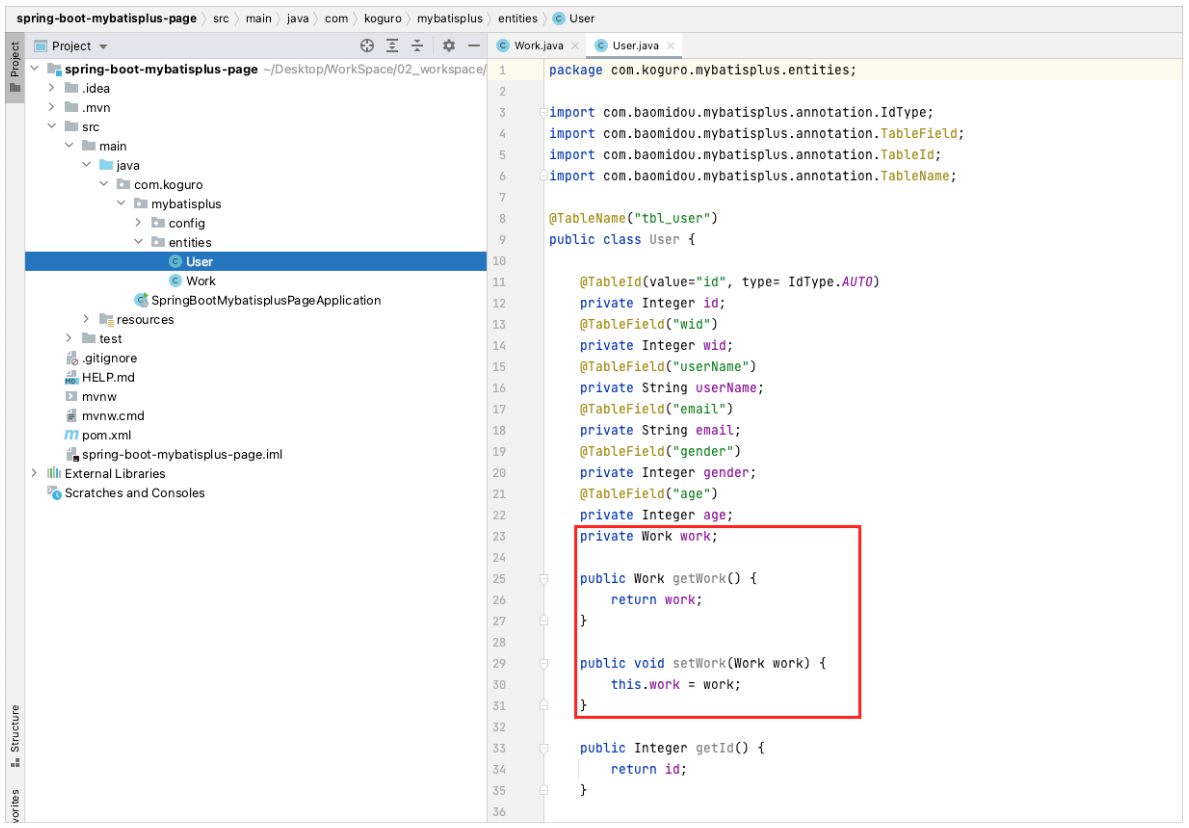 spring-boot-mybatisplus-page src main java com koguro mybatisplus entities User
Project
Project
spring-boot-mybatisplus-page ~/Desktop/WorkSpace/02_workspace/
.idea
.mvn
src
main
java
com.koguro
mybatisplus
config
entities
User
Work
SpringBootMybatisplusPageApplication
resources
test
.gitignore
HELP.md
mvnw
mvnw.cmd
pom.xml
spring-boot-mybatisplus-page.iml
External Libraries
Scratches and Consoles
Structure
vorites
Work.java User.java
1 package com.koguro.mybatisplus.entities;
2
3 import com.baomidou.mybatisplus.annotation.IdType;
4 import com.baomidou.mybatisplus.annotation.TableField;
5 import com.baomidou.mybatisplus.annotation.TableId;
6 import com.baomidou.mybatisplus.annotation.TableName;
7
8 @TableName("tbl_user")
9 public class User {
10
11 @TableId(value="id", type= IdType.AUTO)
12 private Integer id;
13 @TableField("wid")
14 private Integer wid;
15 @TableField("userName")
16 private String userName;
17 @TableField("email")
18 private String email;
19 @TableField("gender")
20 private Integer gender;
21 @TableField("age")
22 private Integer age;
23 private Work work;
24
25 public Work getWork() {
26 return work;
27 }
28
29 public void setWork(Work work) {
30 this.work = work;
31 }
32
33 public Integer getId() {
34 return id;
35 }
36